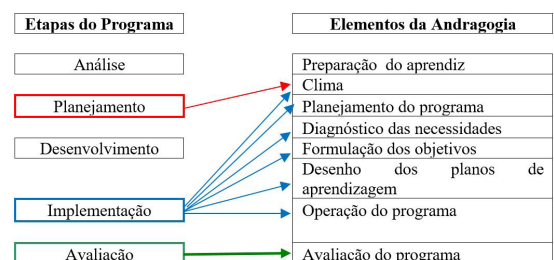 Etapas do Programa
Elementos da Andragogia
Análise
Planejamento
Desenvolvimento
Implementação
Avaliação
Preparação do aprendiz
Clima
Planejamento do programa
Diagnóstico das necessidades
Formulação dos objetivos
Desenho dos planos de
aprendizagem
Operação do programa
Avaliação do programa